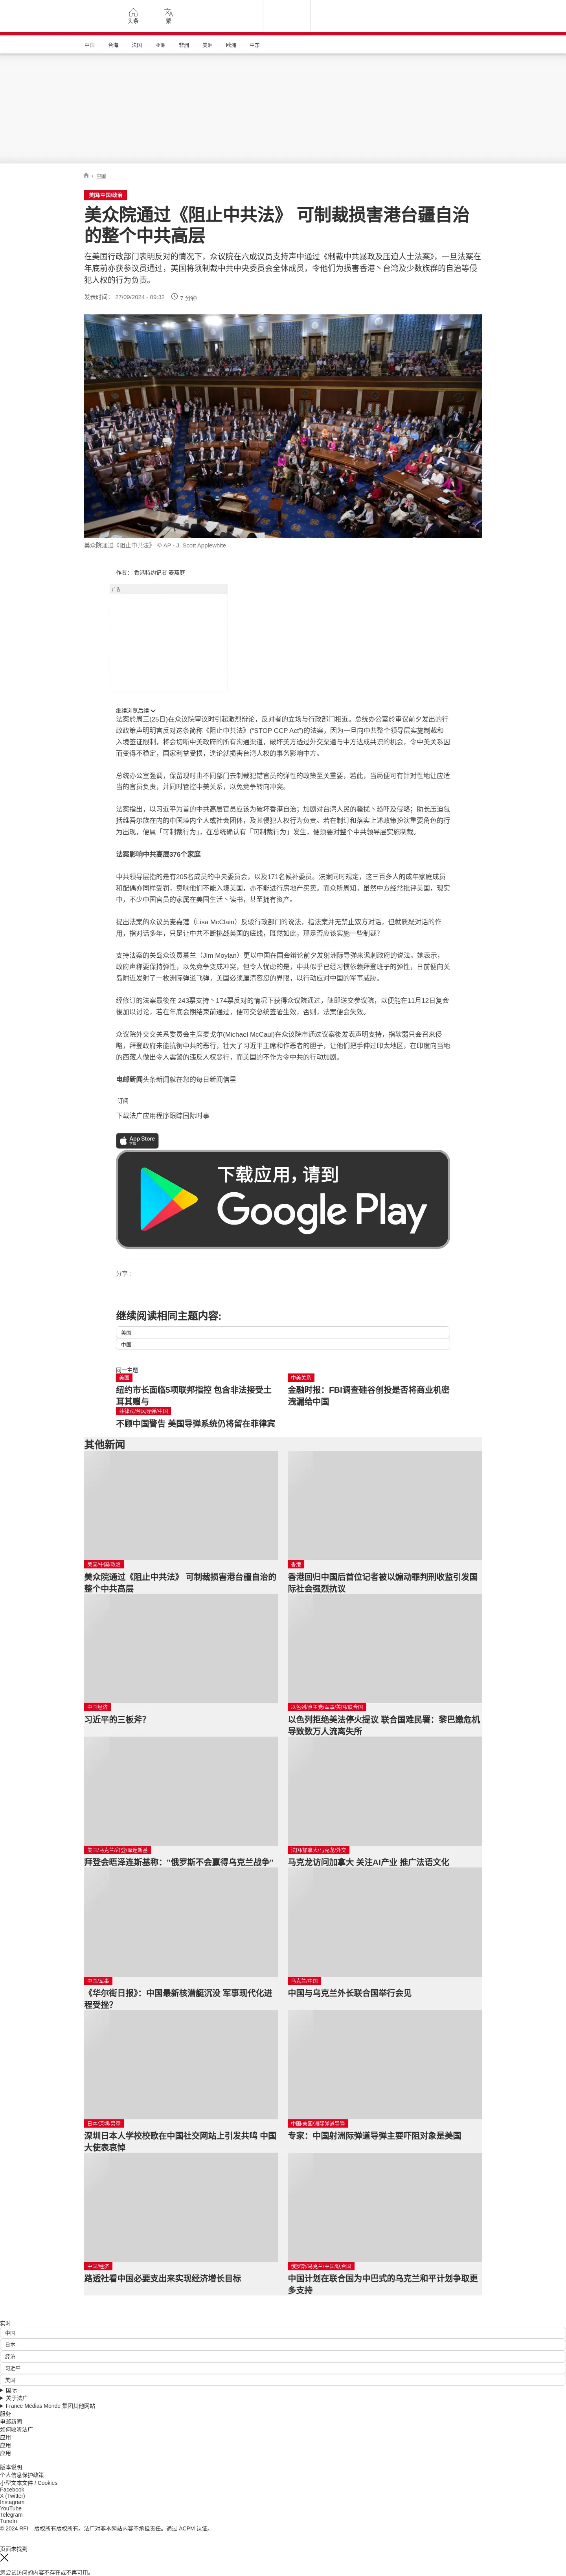 头条
繁
中国
台海
法国
亚洲
非洲
美洲
欧洲
中东
/ 中国
美国/中国/政治
美众院通过《阻止中共法》 可制裁损害港台疆自治
的整个中共高层
在美国行政部门表明反对的情况下，众议院在六成议员支持声中通过《制裁中共暴政及压迫人士法案》，一旦法案在
年底前亦获参议员通过，美国将须制裁中共中央委员会全体成员，令他们为损害香港丶台湾及少数族群的自治等侵
犯人权的行为负责。
发表时间： 27/09/2024 - 09:32
7 分钟
美众院通过《阻止中共法》 © AP - J. Scott Applewhite
作者： 香港特约记者 麦燕庭
广告
继续浏览后续
法案於周三(25日)在众议院审议时引起激烈辩论，反对者的立场与行政部门相近。总统办公室於审议前夕发出的行
政政策声明明言反对这条简称《阻止中共法》(“STOP CCP Act”)的法案，因为一旦向中共整个领导层实施制裁和
入境签证限制，将会切断中美政府的所有沟通渠道，破坏美方透过外交渠道与中方达成共识的机会，令中美关系因
而变得不稳定，国家利益受损，遑论就损害台湾人权的事务影响中方。
总统办公室强调，保留现时由不同部门去制裁犯错官员的弹性的政策至关重要，若此，当局便可有针对性地让应适
当的官员负责，并同时管控中美关系，以免竞争转向冲突。
法案指出，以习近平为首的中共高层官员应该为破坏香港自治；加剧对台湾人民的骚扰丶恐吓及侵略；助长压迫包
括维吾尔族在内的中国境内个人或社会团体，及其侵犯人权行为负责。若在制订和落实上述政策扮演重要角色的行
为出现，便属「可制裁行为」，在总统确认有「可制裁行为」发生，便须要对整个中共领导层实施制裁。
法案影响中共高层376个家庭
中共领导层指的是有205名成员的中央委员会，以及171名候补委员。法案同时规定，这三百多人的成年家庭成员
和配偶亦同样受罚，意味他们不能入境美国，亦不能进行房地产买卖。而众所周知，虽然中方经常批评美国，现实
中，不少中国官员的家属在美国生活丶读书，甚至拥有资产。
提出法案的众议员麦嘉莲（Lisa McClain）反驳行政部门的说法，指法案并无禁止双方对话，但就质疑对话的作
用，指对话多年，只是让中共不断挑战美国的底线，既然如此，那是否应该实施一些制裁?
支持法案的关岛众议员莫兰（Jim Moylan）更以中国在国会辩论前夕发射洲际导弹来讽刺政府的说法。她表示，
政府声称要保持弹性，以免竞争变成冲突，但令人忧虑的是，中共似乎已经习惯依赖拜登班子的弹性，日前便向关
岛附近发射了一枚洲际弹道飞弹，美国必须厘清容忍的界限，以行动应对中国的军事威胁。
经修订的法案最後在 243票支持丶174票反对的情况下获得众议院通过，随即送交参议院，以便能在11月12日复会
後加以讨论，若在年底会期结束前通过，便可交总统签署生效，否则，法案便会失效。
众议院外交交关系委员会主席麦戈尔(Michael McCaul)在众议院市通过议案後发表声明支持，指软弱只会召来侵
略，拜登政府未能抗衡中共的恶行，壮大了习近平主席和作恶者的胆子，让他们把手伸过印太地区，在印度向当地
的西藏人做出令人震警的违反人权恶行，而美国的不作为令中共的行动加剧。
电邮新闻头条新闻就在您的每日新闻信里
订阅
下载法广应用程序跟踪国际时事
App Store
下载
下载应用，请到
Google Play
分享 :
继续阅读相同主题内容:
美国
中国
同一主题
美国
纽约市长面临5项联邦指控 包含非法接受土
耳其赠与
中美关系
金融时报：FBI调查硅谷创投是否将商业机密
洩漏给中国
菲律宾/台风导弹/中国
不顾中国警告 美国导弹系统仍将留在菲律宾
其他新闻
美国/中国/政治
美众院通过《阻止中共法》 可制裁损害港台疆自治的
整个中共高层
香港
香港回归中国后首位记者被以煽动罪判刑收监引发国
际社会强烈抗议
中国经济
习近平的三板斧?
以色列/真主党/军事/美国/联合国
以色列拒绝美法停火提议 联合国难民署：黎巴嫩危机
导致数万人流离失所
美国/乌克兰/拜登/泽连斯基
拜登会晤泽连斯基称："俄罗斯不会赢得乌克兰战争"
法国/加拿大/马克龙/外交
马克龙访问加拿大 关注AI产业 推广法语文化
中国/军事
《华尔街日报》：中国最新核潜艇沉没 军事现代化进
程受挫?
乌克兰/中国
中国与乌克兰外长联合国举行会见
日本/深圳/男童
深圳日本人学校校歌在中国社交网站上引发共鸣 中国
大使表哀悼
中国/美国/洲际弹道导弹
专家：中国射洲际弹道导弹主要吓阻对象是美国
中国/经济
路透社看中国必要支出来实现经济增长目标
俄罗斯/乌克兰/中国/联合国
中国计划在联合国为中巴式的乌克兰和平计划争取更
多支持
实时
中国
日本
经济
习近平
美国
国际
关于法广
France Médias Monde 集团其他网站
服务
电邮新闻
如何收听法广
应用
应用
应用
版本说明
个人信息保护政策
小型文本文件 / Cookies
Facebook
X (Twitter)
Instagram
YouTube
Telegram
TuneIn
© 2024 RFI – 版权所有版权所有。法广对非本网站内容不承担责任。通过 ACPM 认证。
页面未找到
您尝试访问的内容不存在或不再可用。